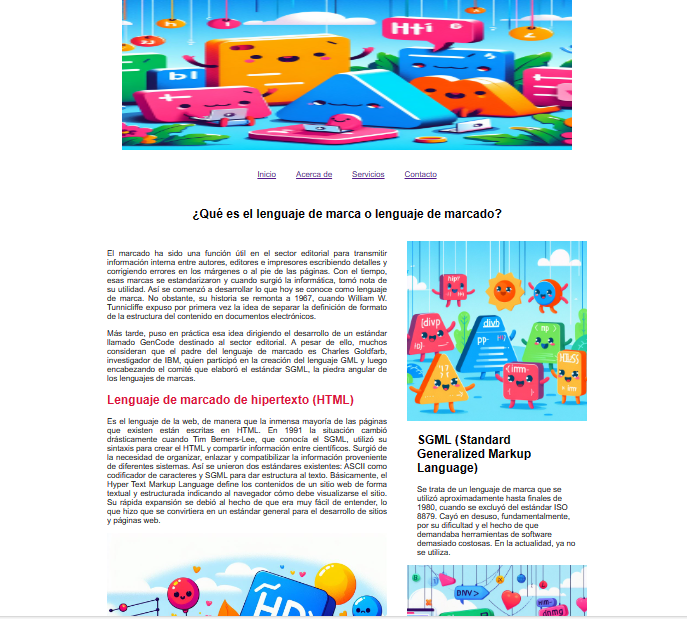 Hti
bl
Inicio Acerca de Servicios Contacto
¿Qué es el lenguaje de marca o lenguaje de marcado?
El marcado ha sido una función útil en el sector editorial para transmitir
información interna entre autores, editores e impresores escribiendo detalles y
corrigiendo errores en los márgenes o al pie de las páginas. Con el tiempo,
esas marcas se estandarizaron y cuando surgió la informática, tomó nota de
su utilidad. Así se comenzó a desarrollar lo que hoy se conoce como lenguaje
de marca. No obstante, su historia se remonta a 1967, cuando William W.
Tunnicliffe expuso por primera vez la idea de separar la definición de formato
de la estructura del contenido en documentos electrónicos.
Más tarde, puso en práctica esa idea dirigiendo el desarrollo de un estándar
llamado GenCode destinado al sector editorial. A pesar de ello, muchos
consideran que el padre del lenguaje de marcado es Charles Goldfarb,
investigador de IBM, quien participó en la creación del lenguaje GML y luego
encabezando el comité que elaboró el estándar SGML, la piedra angular de
los lenguajes de marcas.
Lenguaje de marcado de hipertexto (HTML)
Es el lenguaje de la web, de manera que la inmensa mayoría de las páginas
que existen están escritas en HTML. En 1991 la situación cambió
drásticamente cuando Tim Berners-Lee, que conocía el SGML, utilizó su
sintaxis para crear el HTML y compartir información entre científicos. Surgió de
la necesidad de organizar, enlazar y compatibilizar la información proveniente
de diferentes sistemas. Así se unieron dos estándares existentes: ASCII como
codificador de caracteres y SGML para dar estructura al texto. Básicamente, el
Hyper Text Markup Language define los contenidos de un sitio web de forma
textual y estructurada indicando al navegador cómo debe visualizarse el sitio.
Su rápida expansión se debió al hecho de que era muy fácil de entender, lo
que hizo que se convirtiera en un estándar general para el desarrollo de sitios
y páginas web.
{divp
divb
pp
SGML (Standard
Generalized Markup
Language)
Se trata de un lenguaje de marca que se
utilizó aproximadamente hasta finales de
1980, cuando se excluyó del estándar ISO
8879. Cayó en desuso, fundamentalmente,
por su dificultad y el hecho de que
demandaba herramientas de software
demasiado costosas. En la actualidad, ya no
se utiliza.
DIVV >